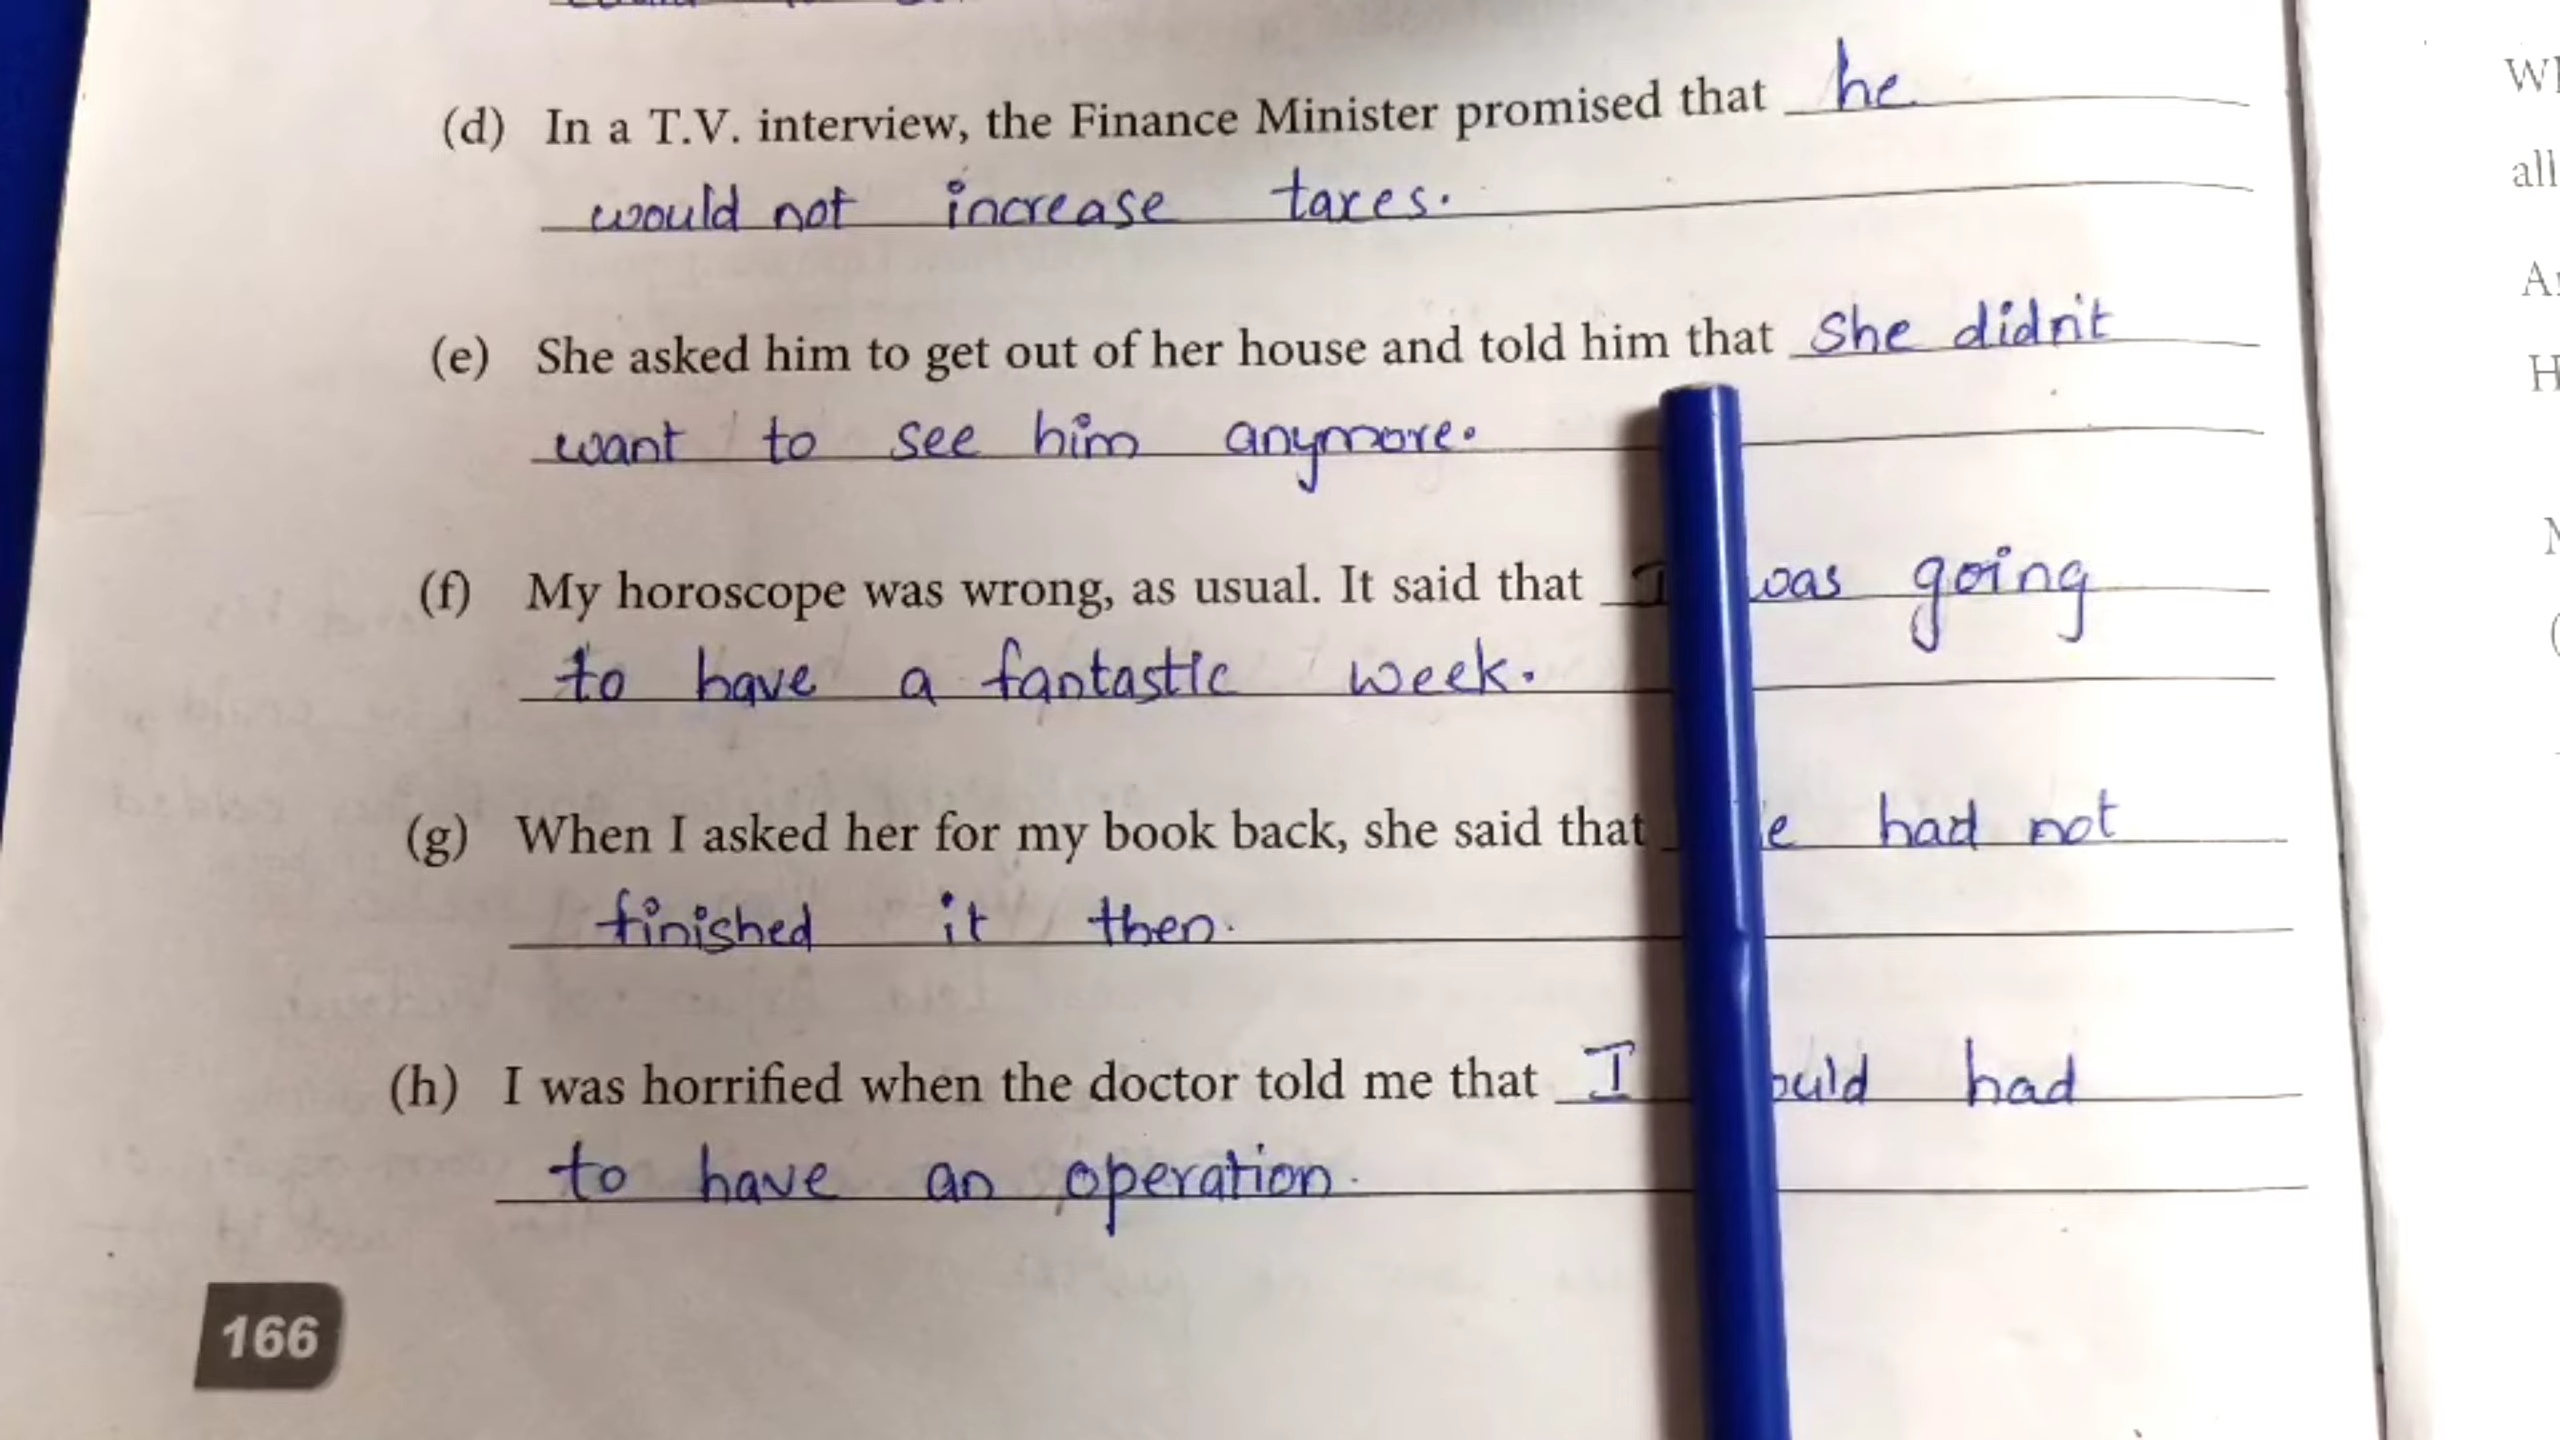 (d) In a T.V. interview, the Finance Minister promised that he
would not increase taxes.
(e) She asked him to get out of her house and told him that She didn't
want to see him anymore.
(f) My horoscope was wrong, as usual. It said that I was going
to have a fantastic week.
(g) When I asked her for my book back, she said that had not
finished it then.
(h) I was horrified when the doctor told me that I had
to have an operation.
166
all